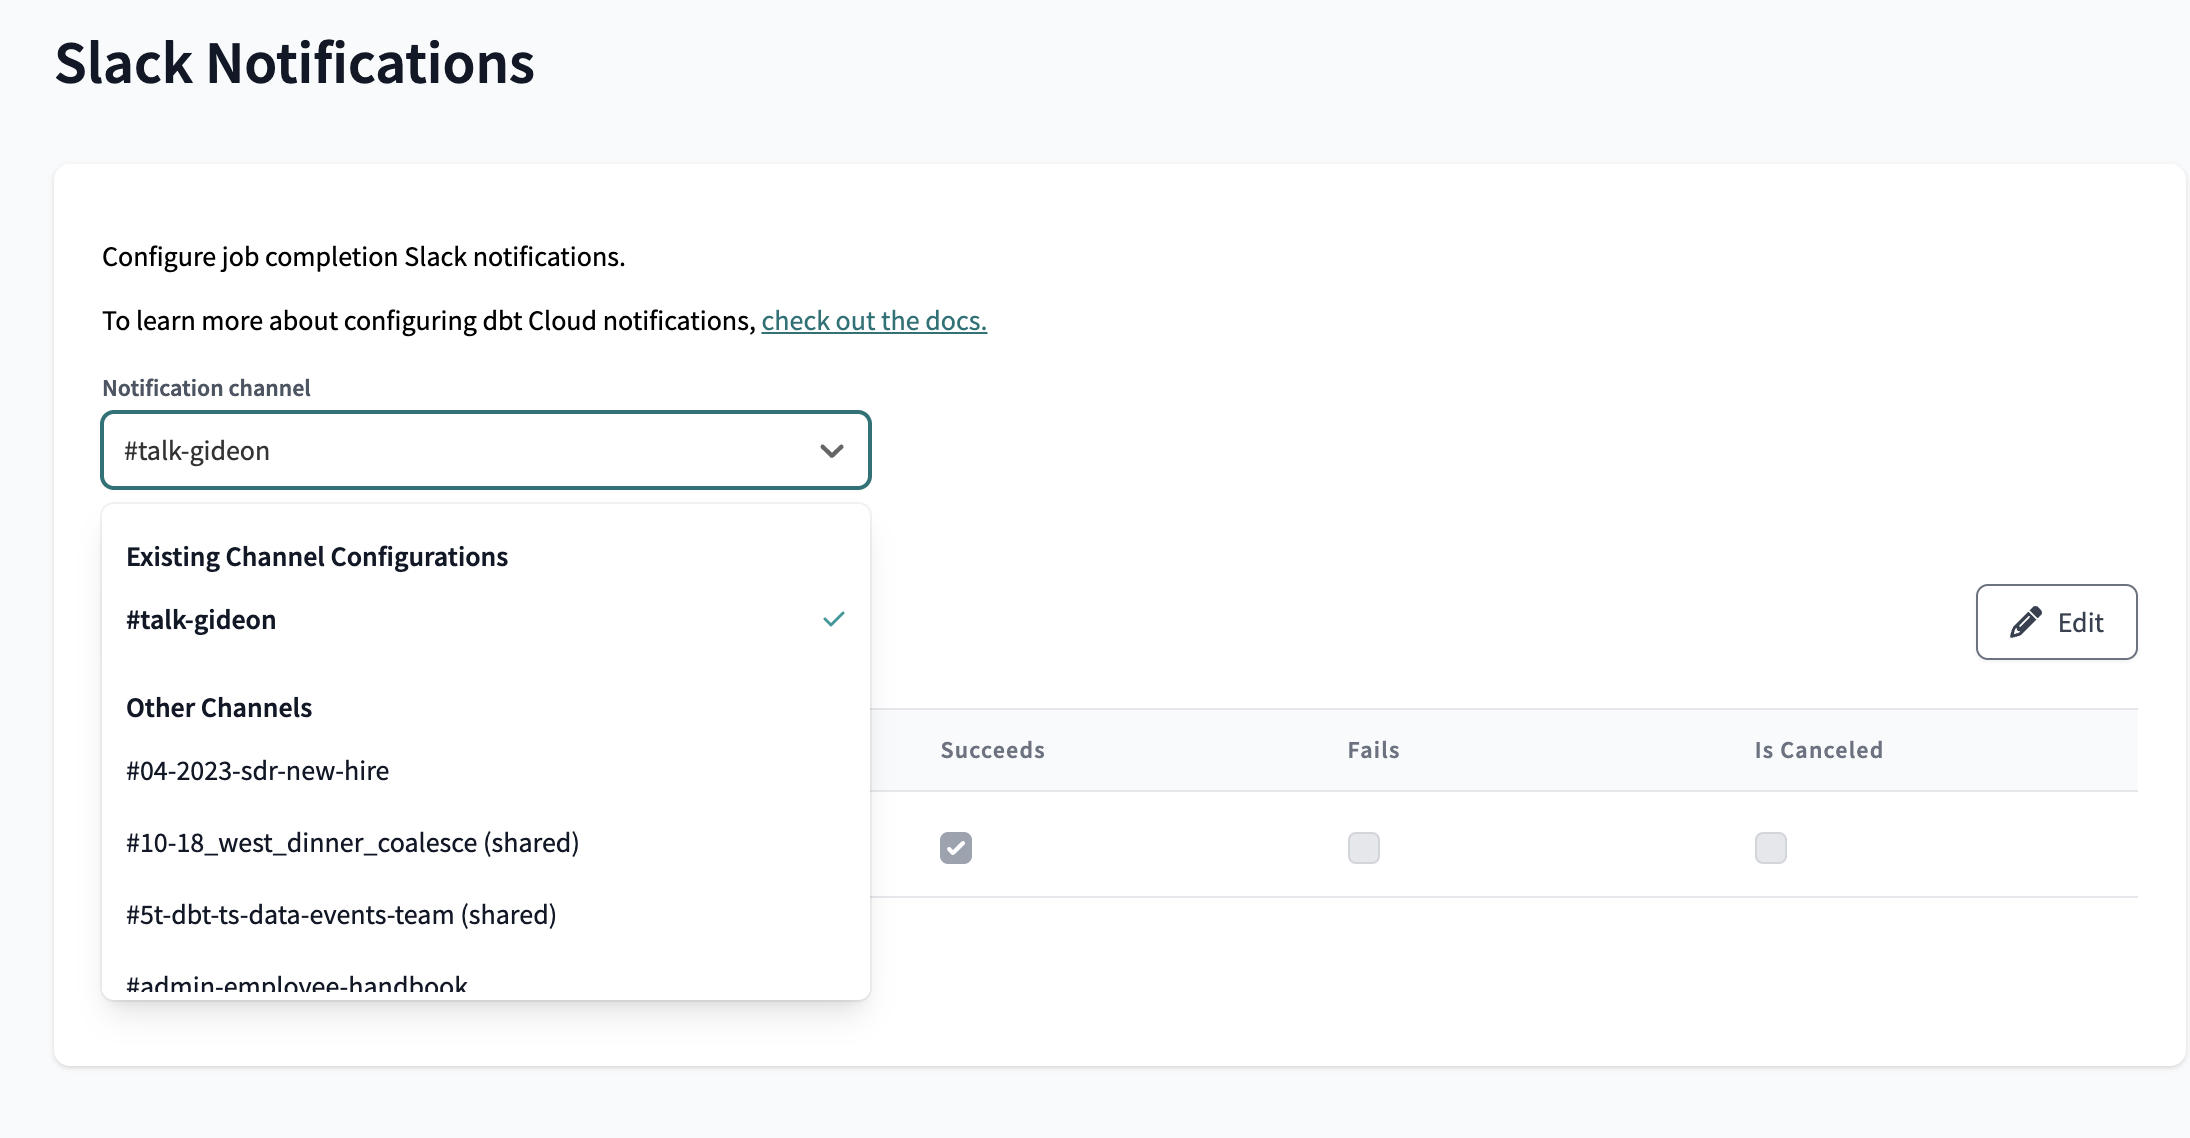 Slack Notifications
Configure job completion Slack notifications.
To learn more about configuring dbt Cloud notifications, check out the docs.
Notification channel
#talk-gideon
Existing Channel Configurations
#talk-gideon
Edit
Other Channels
Succeeds Fails Is Canceled
#04-2023-sdr-new-hire
#10-18_west_dinner_coalesce (shared)
#5t-dbt-ts-data-events-team (shared)
#admin-employee-handbook